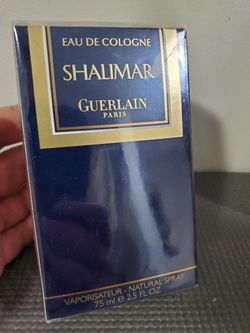 EAU DE COLOGNE
SHALIMAR
GUERLAIN
PARIS
VAPORISATEUR - NATURAL SPRAY
75 ml e 2.5 FL OZ